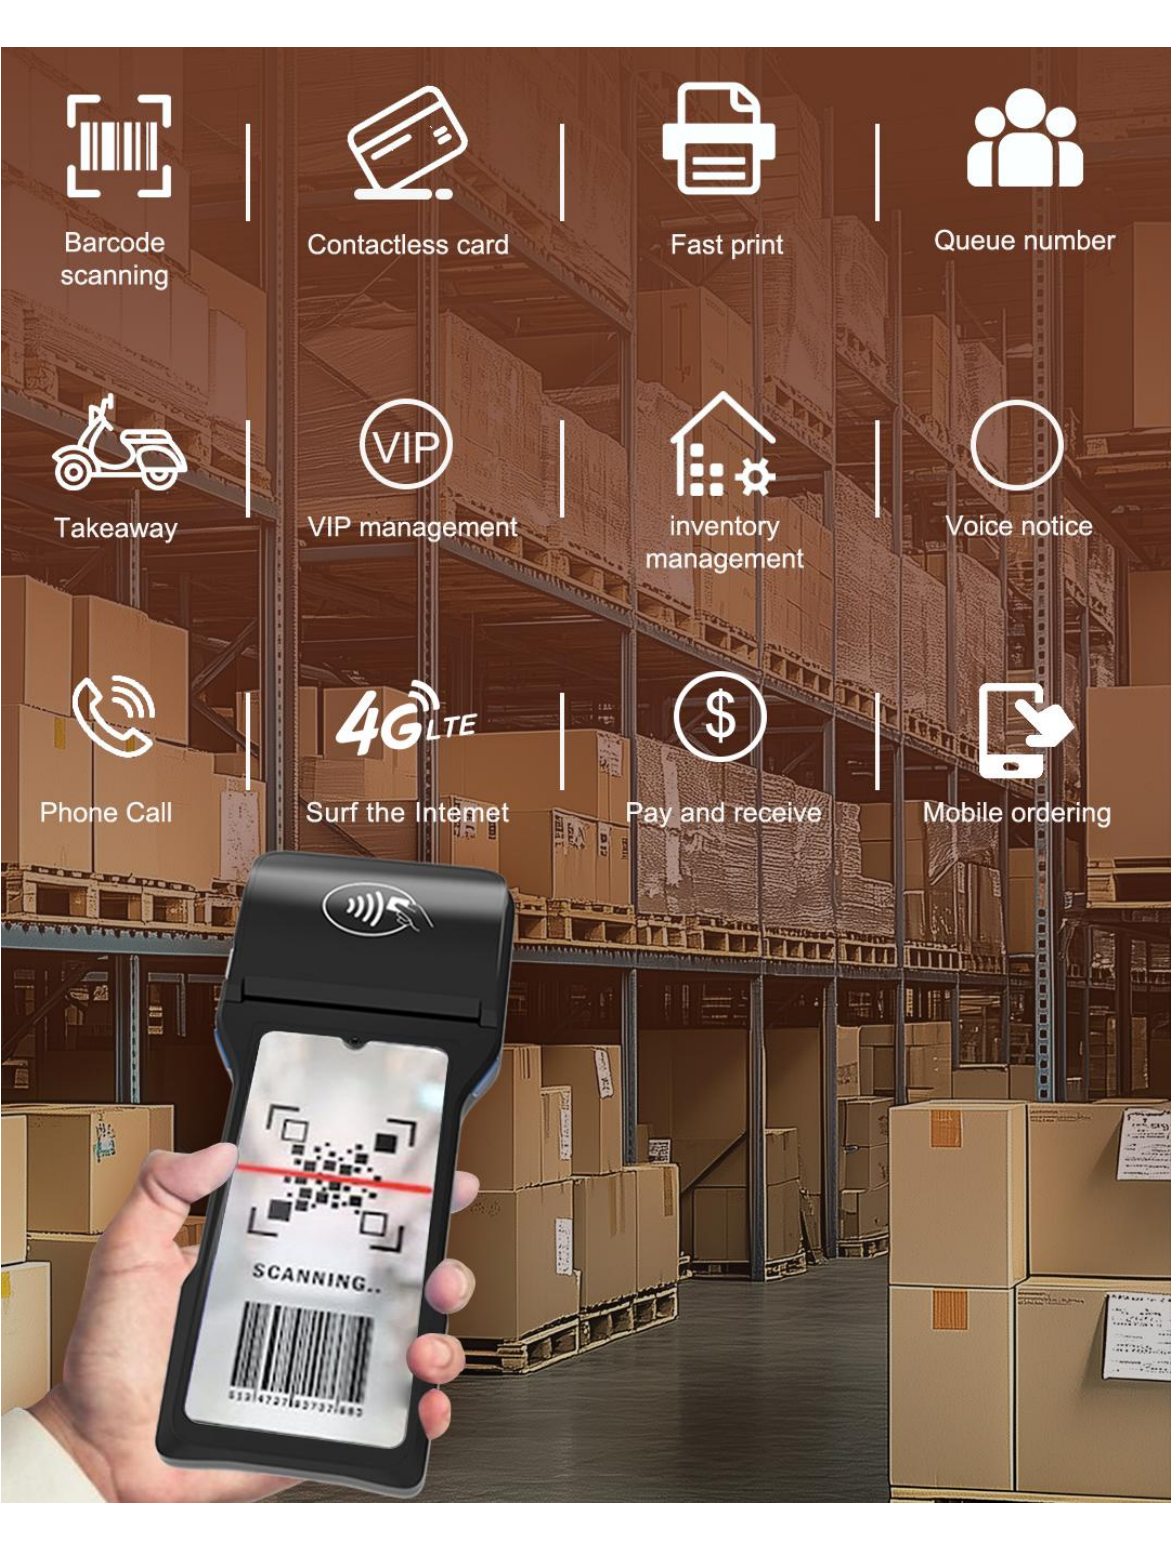 Barcode
scanning
Contactless card
Fast print
Queue number
Takeaway
VIP
VIP management
inventory
management
Voice notice
Phone Call
4G LTE
Surf the Internet
$
Pay and receive
Mobile ordering
SCANNING..